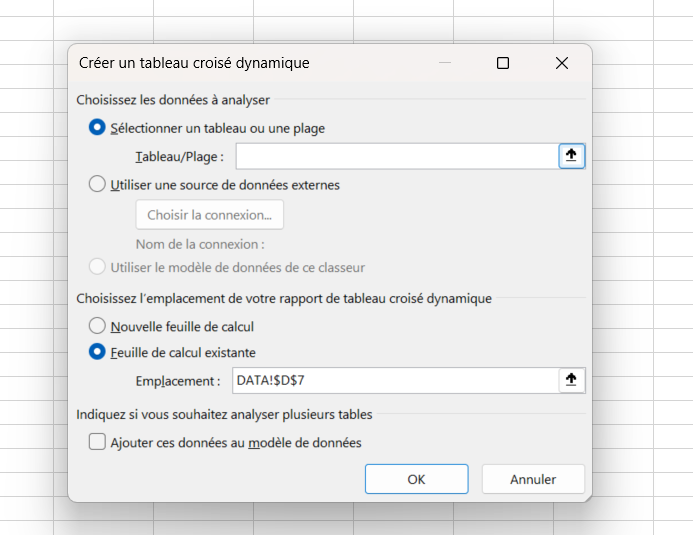 Créer un tableau croisé dynamique
Choisissez les données à analyser
Sélectionner un tableau ou une plage
Tableau/Plage :
Utiliser une source de données externes
Choisir la connexion...
Nom de la connexion :
Utiliser le modèle de données de ce classeur
Choisissez l'emplacement de votre rapport de tableau croisé dynamique
Nouvelle feuille de calcul
Feuille de calcul existante
Emplacement : DATA!$D$7
Indiquez si vous souhaitez analyser plusieurs tables
Ajouter ces données au modèle de données
OK Annuler